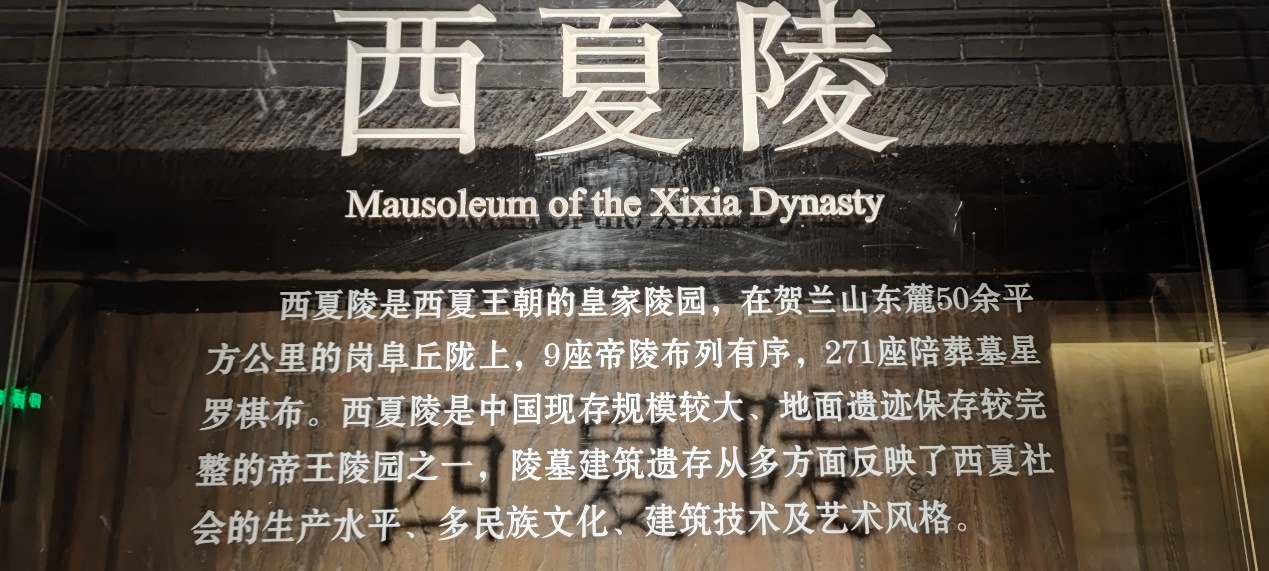 西夏陵
Mausoleum of the Xixia Dynasty
西夏陵是西夏王朝的皇家陵园，在贺兰山东麓50余平
方公里的岗阜丘陇上，9座帝陵布列有序，271座陪葬墓星
罗棋布。西夏陵是中国现存规模较大、地面遗迹保存较完
整的帝王陵园之一，陵墓建筑遗存从多方面反映了西夏社
会的生产水平、多民族文化、建筑技术及艺术风格。